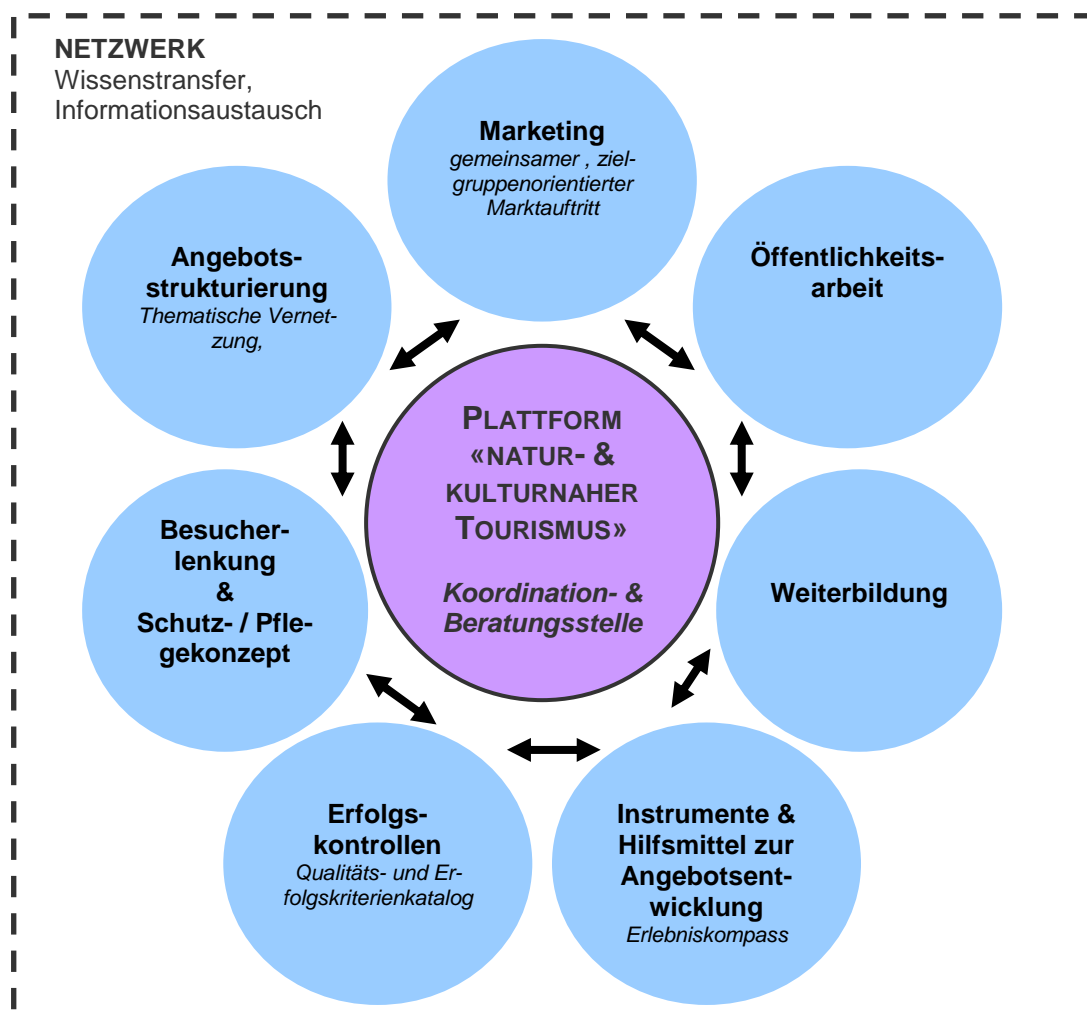 NETZWERK
Wissenstransfer,
Informationsaustausch
Marketing
gemeinsamer , ziel-
gruppenorientierter
Marktauftritt
Angebots-
strukturierung
Thematische Vernet-
zung,
Öffentlichkeits-
arbeit
PLATTFORM
«NATUR- &
KULTURNAHER
TOURISMUS»
Koordination- &
Beratungsstelle
Besucher-
lenkung
&
Schutz- / Pfle-
gekonzept
Weiterbildung
Erfolgs-
kontrollen
Qualitäts- und Er-
folgskriterienkatalog
Instrumente &
Hilfsmittel zur
Angebotsent-
wicklung
Erlebniskompass